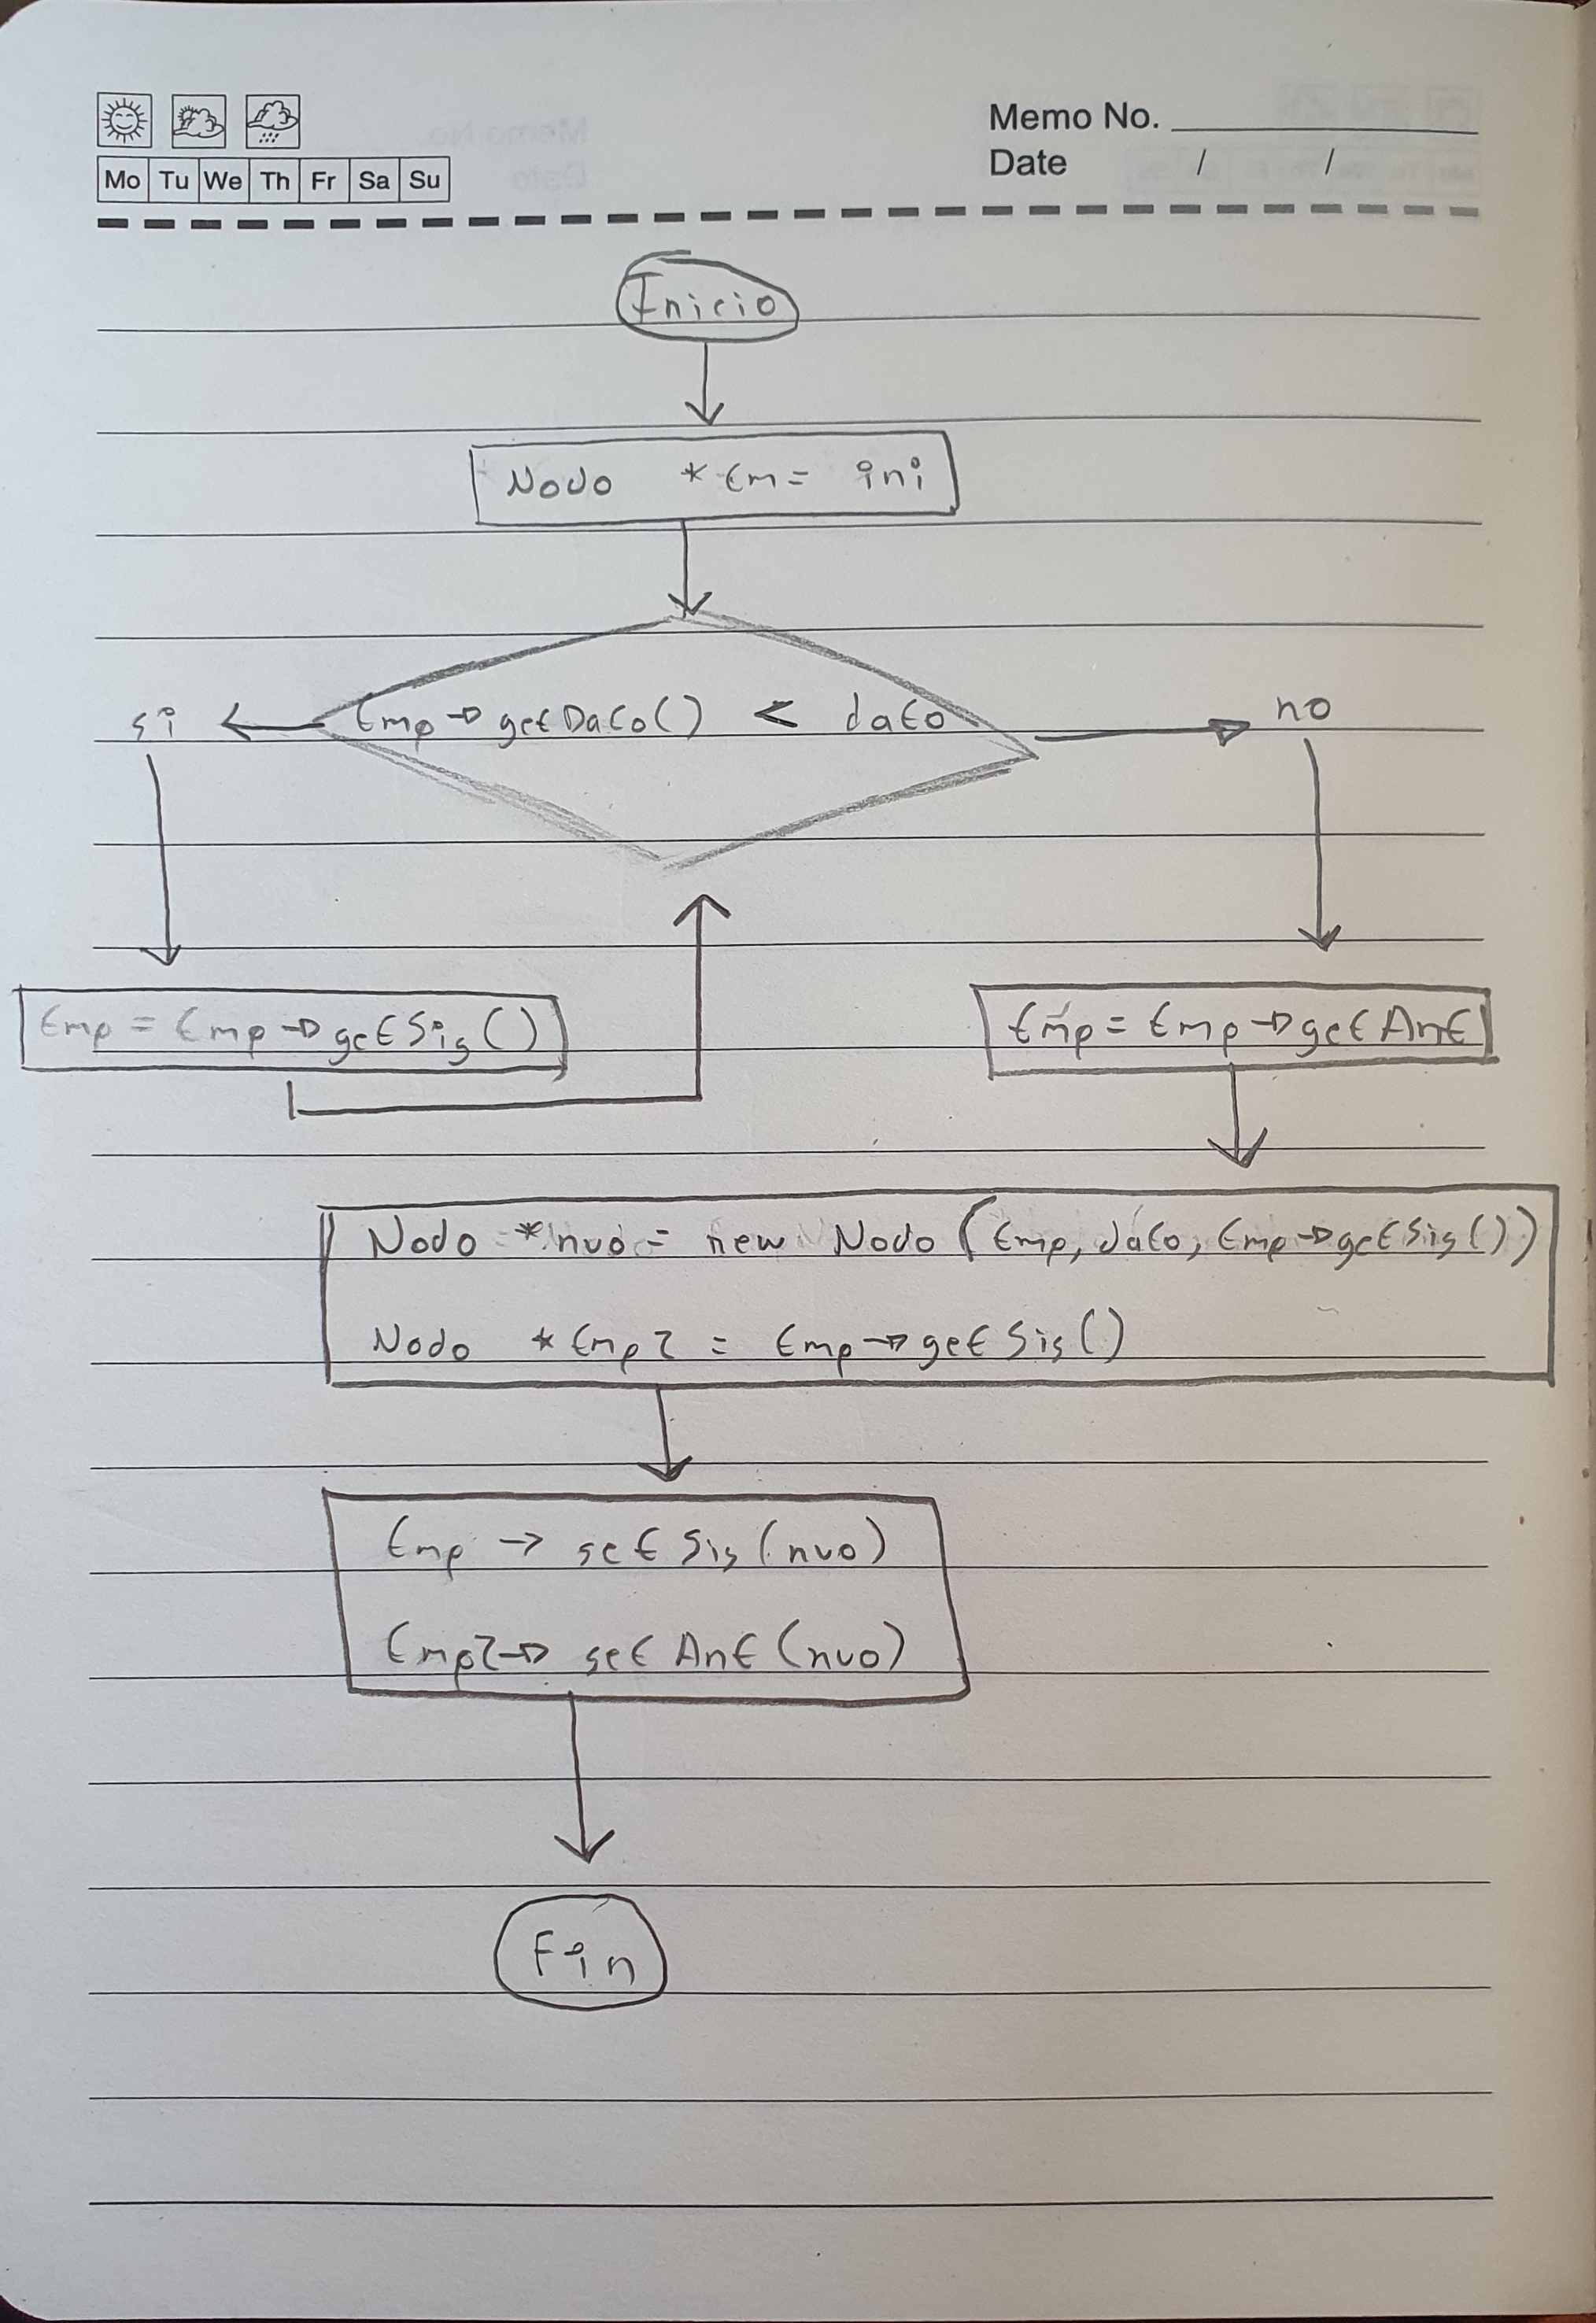 Memo No.
Mo Tu We Th Fr Sa Su
Date / /
Inicio
Nodo *tm= ini
si
tmp→getDato() < dato
no
tmp = tmp→getSig()
tmp = tmp→getAnt
Nodo *nvo = new Nodo (tmp, dato, tmp→getSig())
Nodo *tmp2 = tmp→getSig()
tmp → setSig(nvo)
tmp2→ setAnt(nvo)
Fin